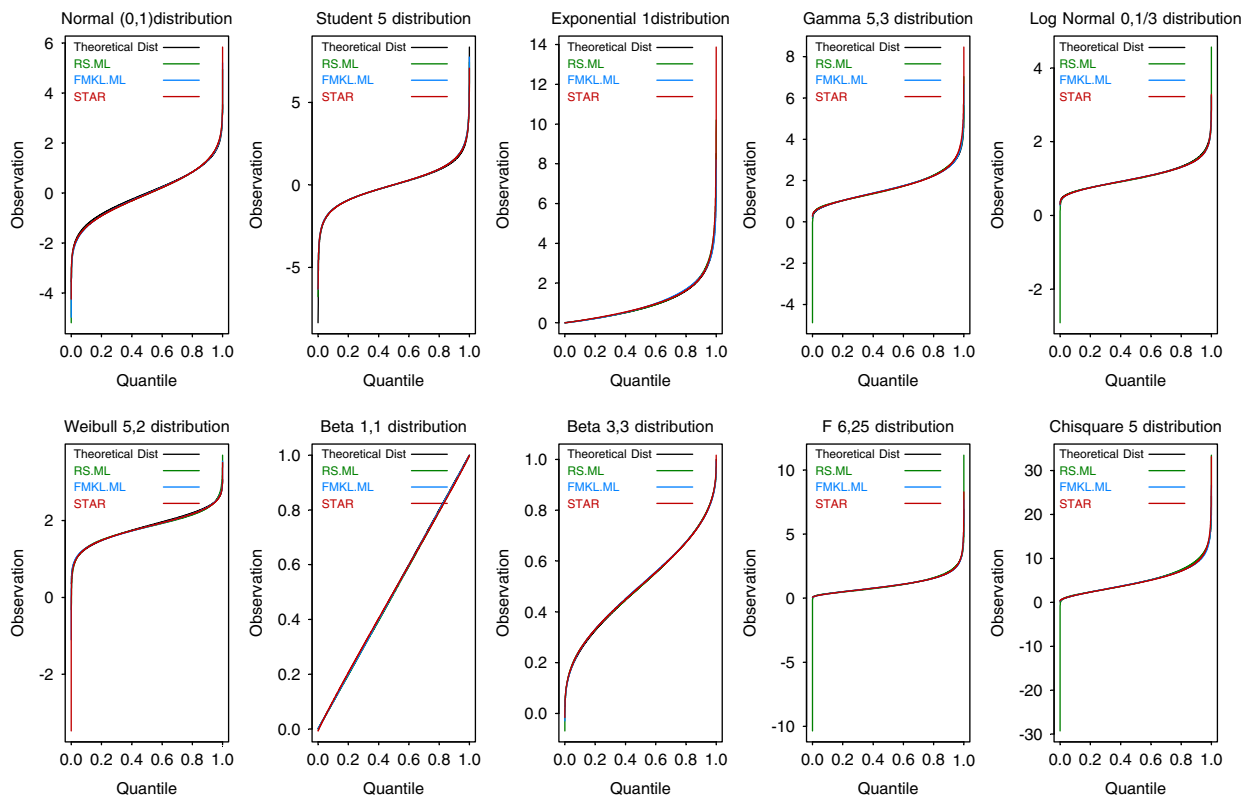 Normal (0,1)distribution
Theoretical Dist
RS.ML
FMKL.ML
STAR
6
4
2
0
-2
-4
Observation
0.0 0.2 0.4 0.6 0.8 1.0
Quantile
Student 5 distribution
Theoretical Dist
RS.ML
FMKL.ML
STAR
5
0
-5
Observation
0.0 0.2 0.4 0.6 0.8 1.0
Quantile
Exponential 1distribution
Theoretical Dist
RS.ML
FMKL.ML
STAR
14
12
10
8
6
4
2
0
Observation
0.0 0.2 0.4 0.6 0.8 1.0
Quantile
Gamma 5,3 distribution
Theoretical Dist
RS.ML
FMKL.ML
STAR
8
6
4
2
0
-2
-4
Observation
0.0 0.2 0.4 0.6 0.8 1.0
Quantile
Log Normal 0,1/3 distribution
Theoretical Dist
RS.ML
FMKL.ML
STAR
4
2
0
-2
Observation
0.0 0.2 0.4 0.6 0.8 1.0
Quantile
Weibull 5,2 distribution
Theoretical Dist
RS.ML
FMKL.ML
STAR
2
0
-2
Observation
0.0 0.2 0.4 0.6 0.8 1.0
Quantile
Beta 1,1 distribution
Theoretical Dist
RS.ML
FMKL.ML
STAR
1.0
0.8
0.6
0.4
0.2
0.0
Observation
0.0 0.2 0.4 0.6 0.8 1.0
Quantile
Beta 3,3 distribution
Theoretical Dist
RS.ML
FMKL.ML
STAR
1.0
0.8
0.6
0.4
0.2
0.0
Observation
0.0 0.2 0.4 0.6 0.8 1.0
Quantile
F 6,25 distribution
Theoretical Dist
RS.ML
FMKL.ML
STAR
10
5
0
-5
-10
Observation
0.0 0.2 0.4 0.6 0.8 1.0
Quantile
Chisquare 5 distribution
Theoretical Dist
RS.ML
FMKL.ML
STAR
30
20
10
0
-10
-20
-30
Observation
0.0 0.2 0.4 0.6 0.8 1.0
Quantile